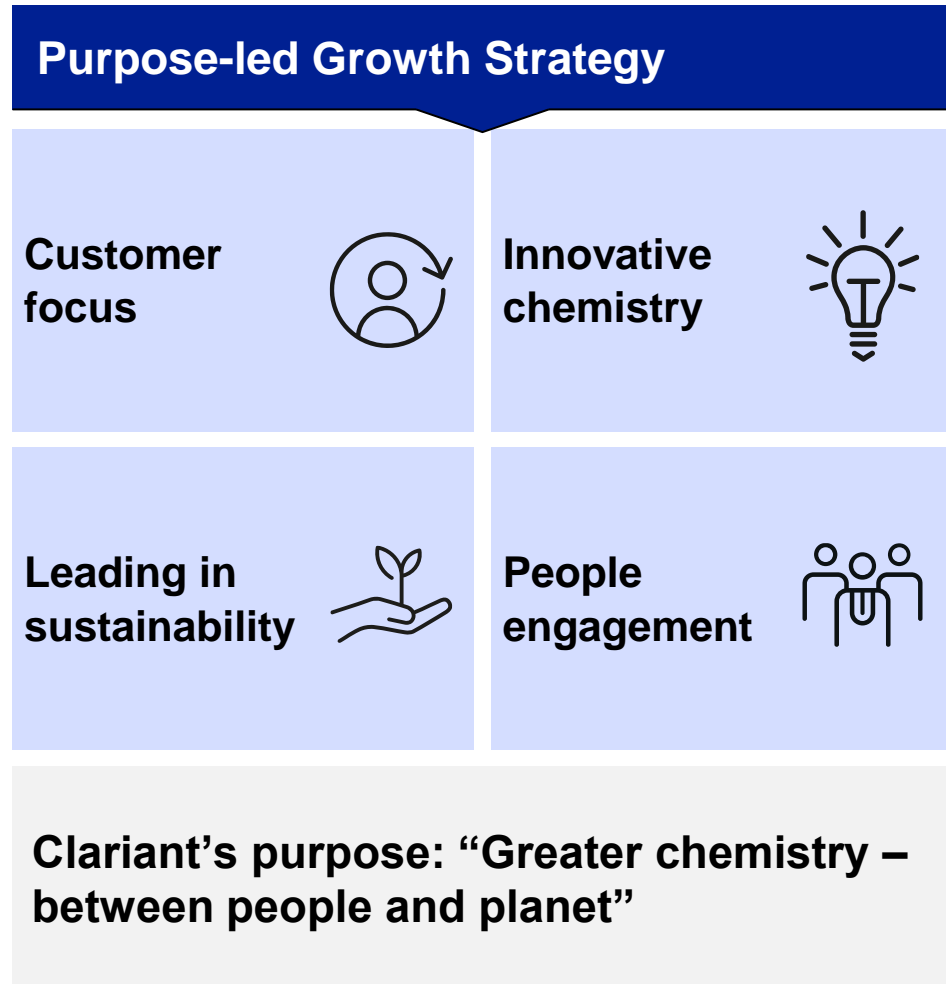 Purpose-led Growth Strategy
Customer
focus
Innovative
chemistry
Leading in
sustainability
People
engagement
Clariant’s purpose: “Greater chemistry –
between people and planet”